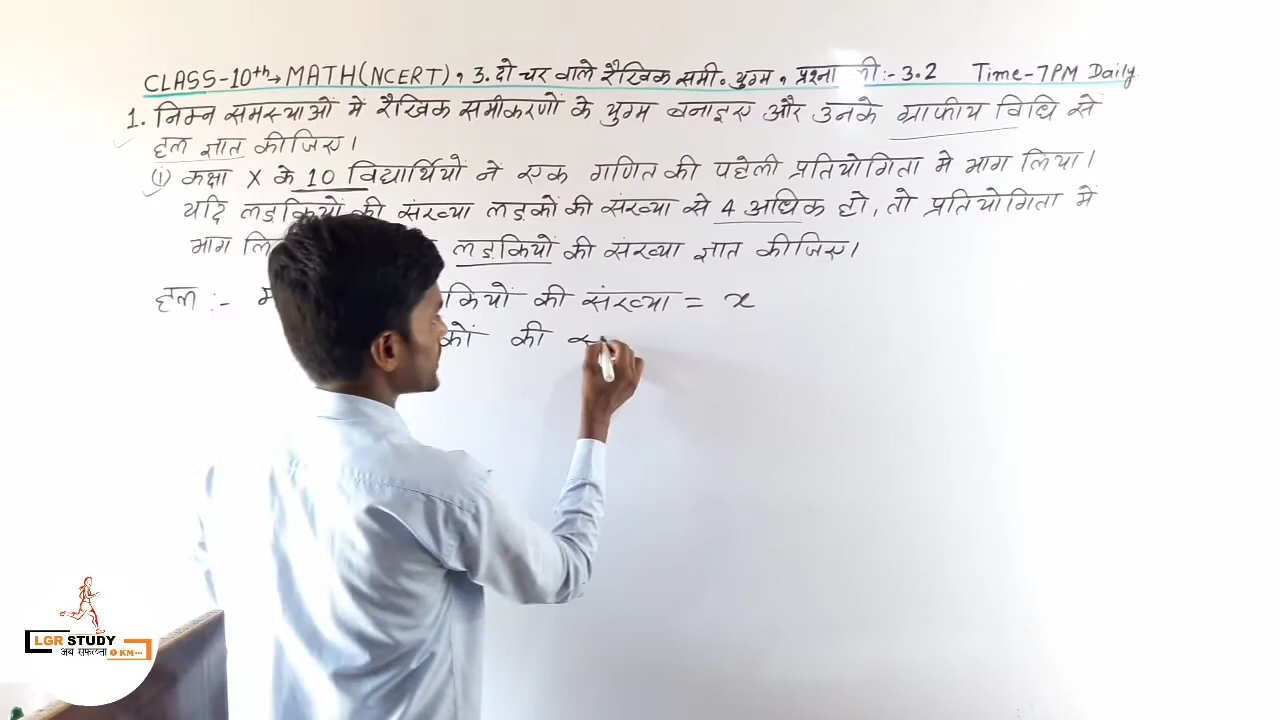 CLASS-10th→MATH(NCERT), 3. दो चर वाले रैखिक समी. युग्म, प्रश्ना ली:- 3.2 Time-7PM Daily
1. निम्न समस्याओं में रैखिक समीकरणों के युग्म बनाइए और उनके ग्राफीय विधि से
हल ज्ञात कीजिए।
(i) कक्षा X के 10 विद्यार्थियों ने एक गणित की पहेली प्रतियोगिता मे भाग लिया।
यदि लड़कियों की संख्या लड़कों की संख्या से 4 अधिक हो, तो प्रतियोगिता में
भाग लड़कियों की संख्या ज्ञात कीजिए।
हल :- कियों की संख्या = x
कों की
LGR STUDY
अब सफलता 1 KM---